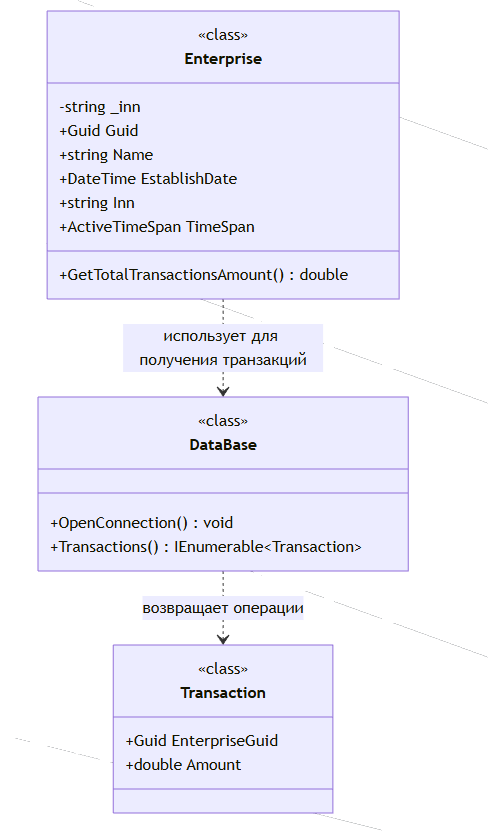 «class»
Enterprise
-string _inn
+Guid Guid
+string Name
+DateTime EstablishDate
+string Inn
+ActiveTimeSpan TimeSpan
+GetTotalTransactionsAmount() : double
использует для
получения транзакций
«class»
DataBase
+OpenConnection() : void
+Transactions() : IEnumerable<Transaction>
возвращает операции
«class»
Transaction
+Guid EnterpriseGuid
+double Amount